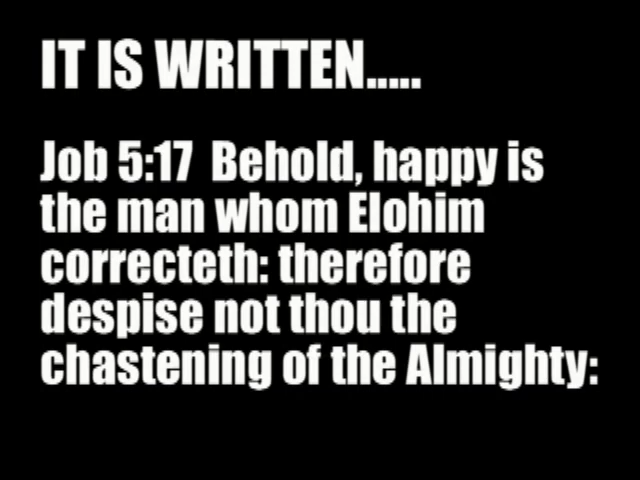 IT IS WRITTEN.....
Job 5:17 Behold, happy is
the man whom Elohim
correcteth: therefore
despise not thou the
chastening of the Almighty: